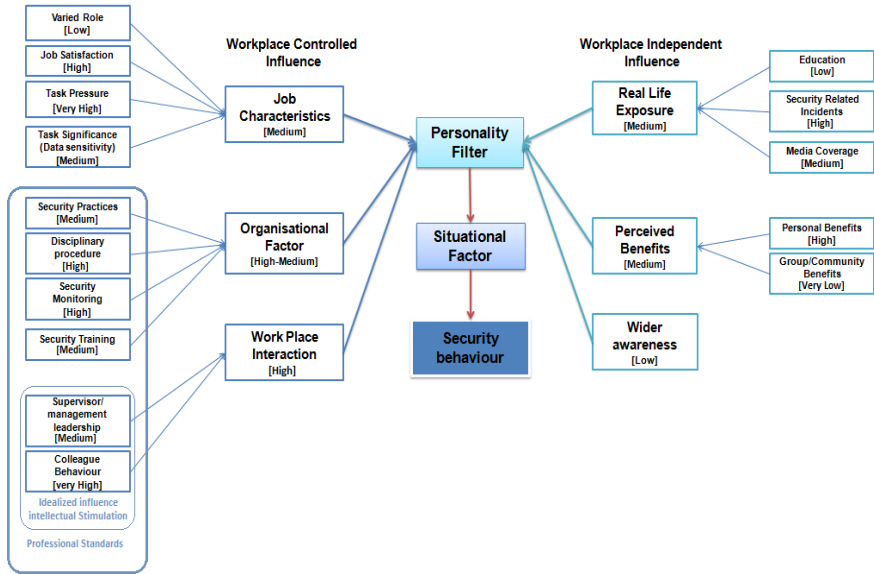 Varied Role
[Low]
Job Satisfaction
[High]
Task Pressure
[Very High]
Task Significance
(Data sensitivity)
[Medium]
Security Practices
[Medium]
Disciplinary
procedure
[High]
Security
Monitoring
[High]
Security Training
[Medium]
Supervisor/
management
leadership
[Medium]
Colleague
Behaviour
[very High]
Idealized influence
intellectual Stimulation
Professional Standards
Workplace Controlled
Influence
Job
Characteristics
[Medium]
Organisational
Factor
[High-Medium]
Work Place
Interaction
[High]
Personality
Filter
Situational
Factor
Security
behaviour
Workplace Independent
Influence
Real Life
Exposure
[Medium]
Perceived
Benefits
[Medium]
Wider
awareness
[Low]
Education
[Low]
Security Related
Incidents
[High]
Media Coverage
[Medium]
Personal Benefits
[High]
Group/Community
Benefits
[Very Low]